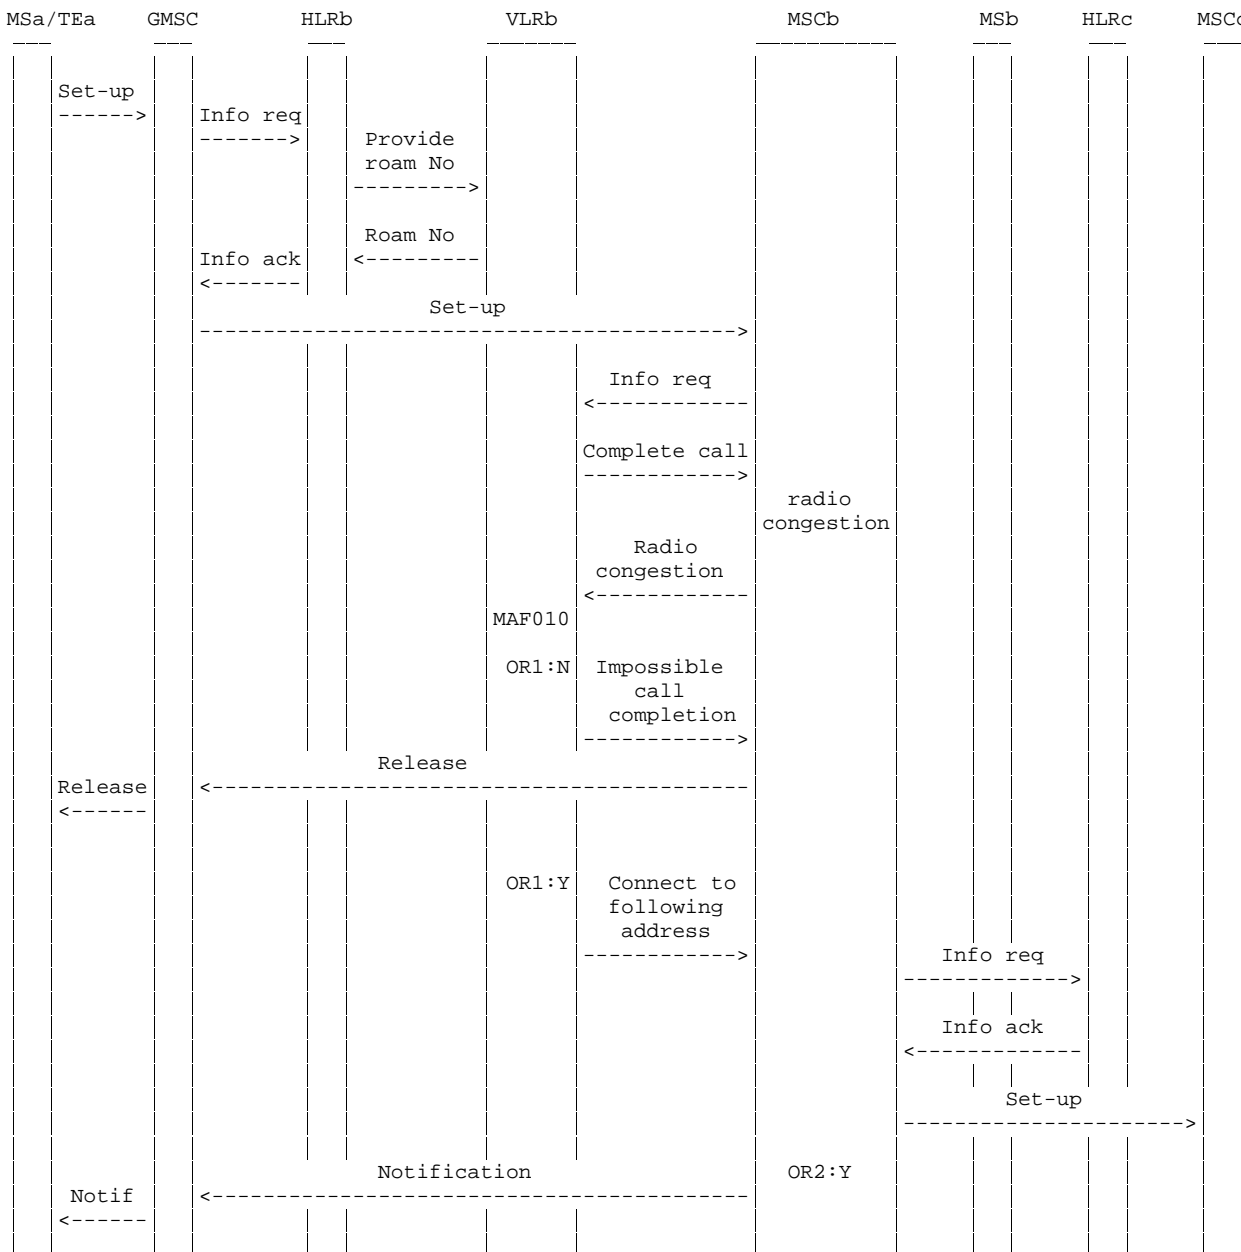 MSa/TEa GMSC HLRb VLRb MSCb MSb HLRc MSCc
Set-up
Info req
Provide
roam No
Roam No
Info ack
Set-up
Info req
Complete call
radio
congestion
Radio
congestion
MAF010
OR1:N Impossible
call
completion
Release
Release
OR1:Y Connect to
following
address
Info req
Info ack
Set-up
Notification OR2:Y
Notif